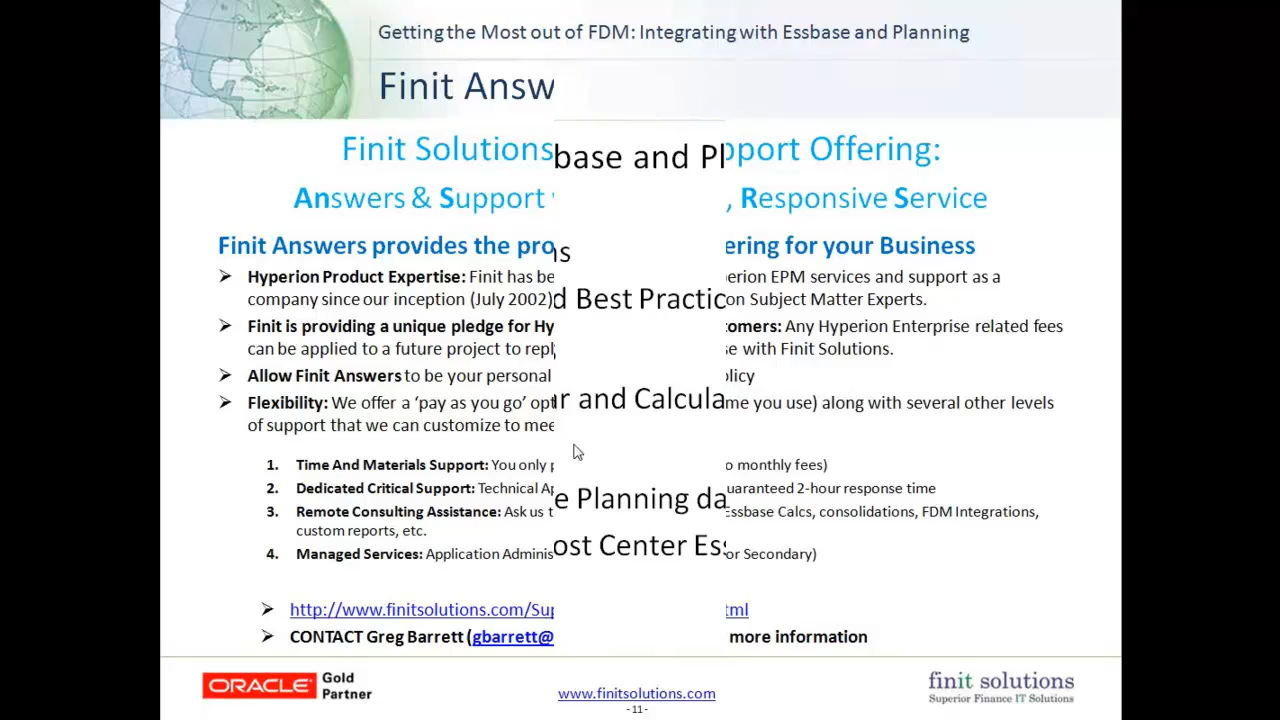 Getting the Most out of FDM: Integrating with Essbase and Planning
Finit Answ
Finit Solutions base and Pl pport Offering:
Answers & Support , Responsive Service
Finit Answers provides the pro ering for your Business
Hyperion Product Expertise: Finit has be erion EPM services and support as a
company since our inception (July 2002) d Best Practic on Subject Matter Experts.
Finit is providing a unique pledge for Hy tomers: Any Hyperion Enterprise related fees
can be applied to a future project to repl se with Finit Solutions.
Allow Finit Answers to be your personal licy
Flexibility: We offer a ‘pay as you go’ opt r and Calcula me you use) along with several other levels
of support that we can customize to mee
1. Time And Materials Support: You only p o monthly fees)
2. Dedicated Critical Support: Technical Ap e Planning da uaranteed 2-hour response time
3. Remote Consulting Assistance: Ask us t Essbase Calcs, consolidations, FDM Integrations,
custom reports, etc.
4. Managed Services: Application Adminis ost Center Es or Secondary)
http://www.finitsolutions.com/Sup tml
CONTACT Greg Barrett (gbarrett@ more information
ORACLE Gold
Partner
www.finitsolutions.com
- 11 -
finit solutions
Superior Finance IT Solutions